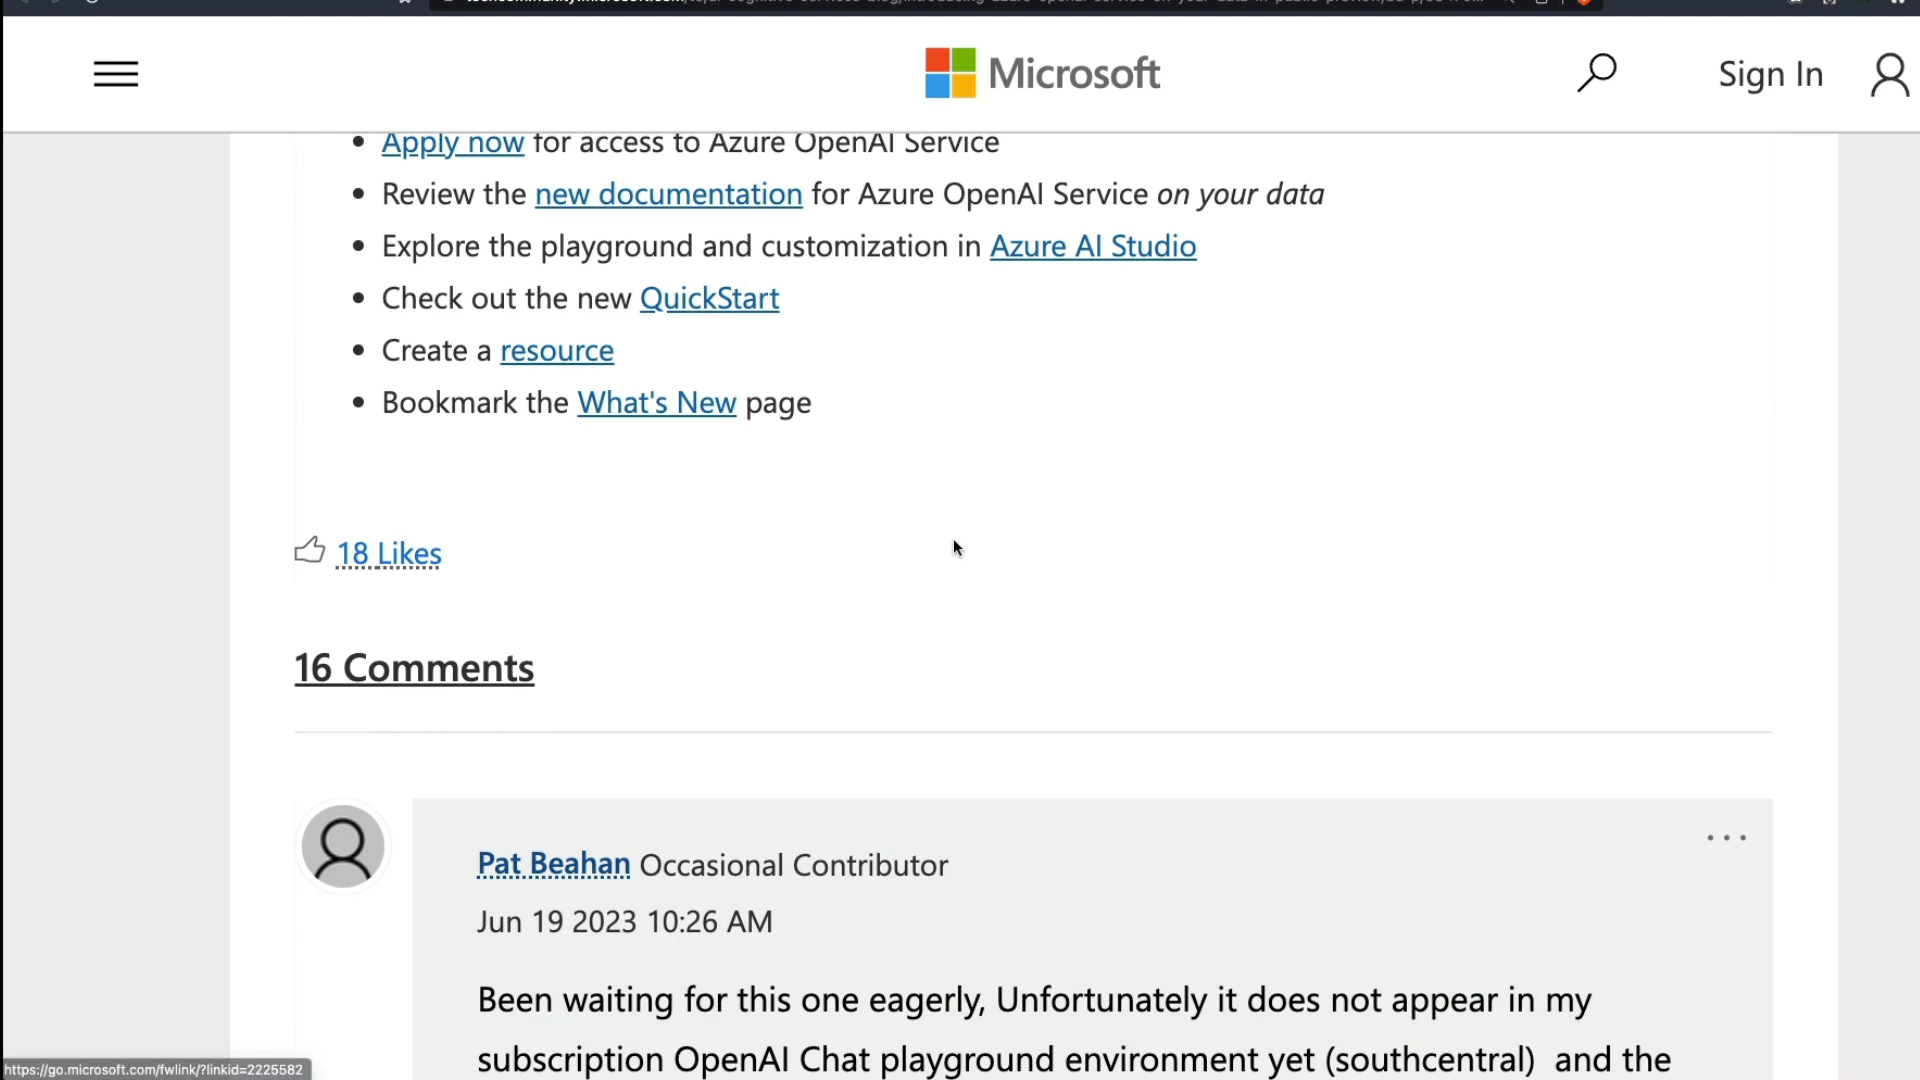 Microsoft
Sign In
Apply now for access to Azure OpenAI Service
Review the new documentation for Azure OpenAI Service on your data
Explore the playground and customization in Azure AI Studio
Check out the new QuickStart
Create a resource
Bookmark the What's New page
18 Likes
16 Comments
Pat Beahan Occasional Contributor
Jun 19 2023 10:26 AM
Been waiting for this one eagerly, Unfortunately it does not appear in my
subscription OpenAI Chat playground environment yet (southcentral) and the
https://go.microsoft.com/fwlink/?linkid=2225582